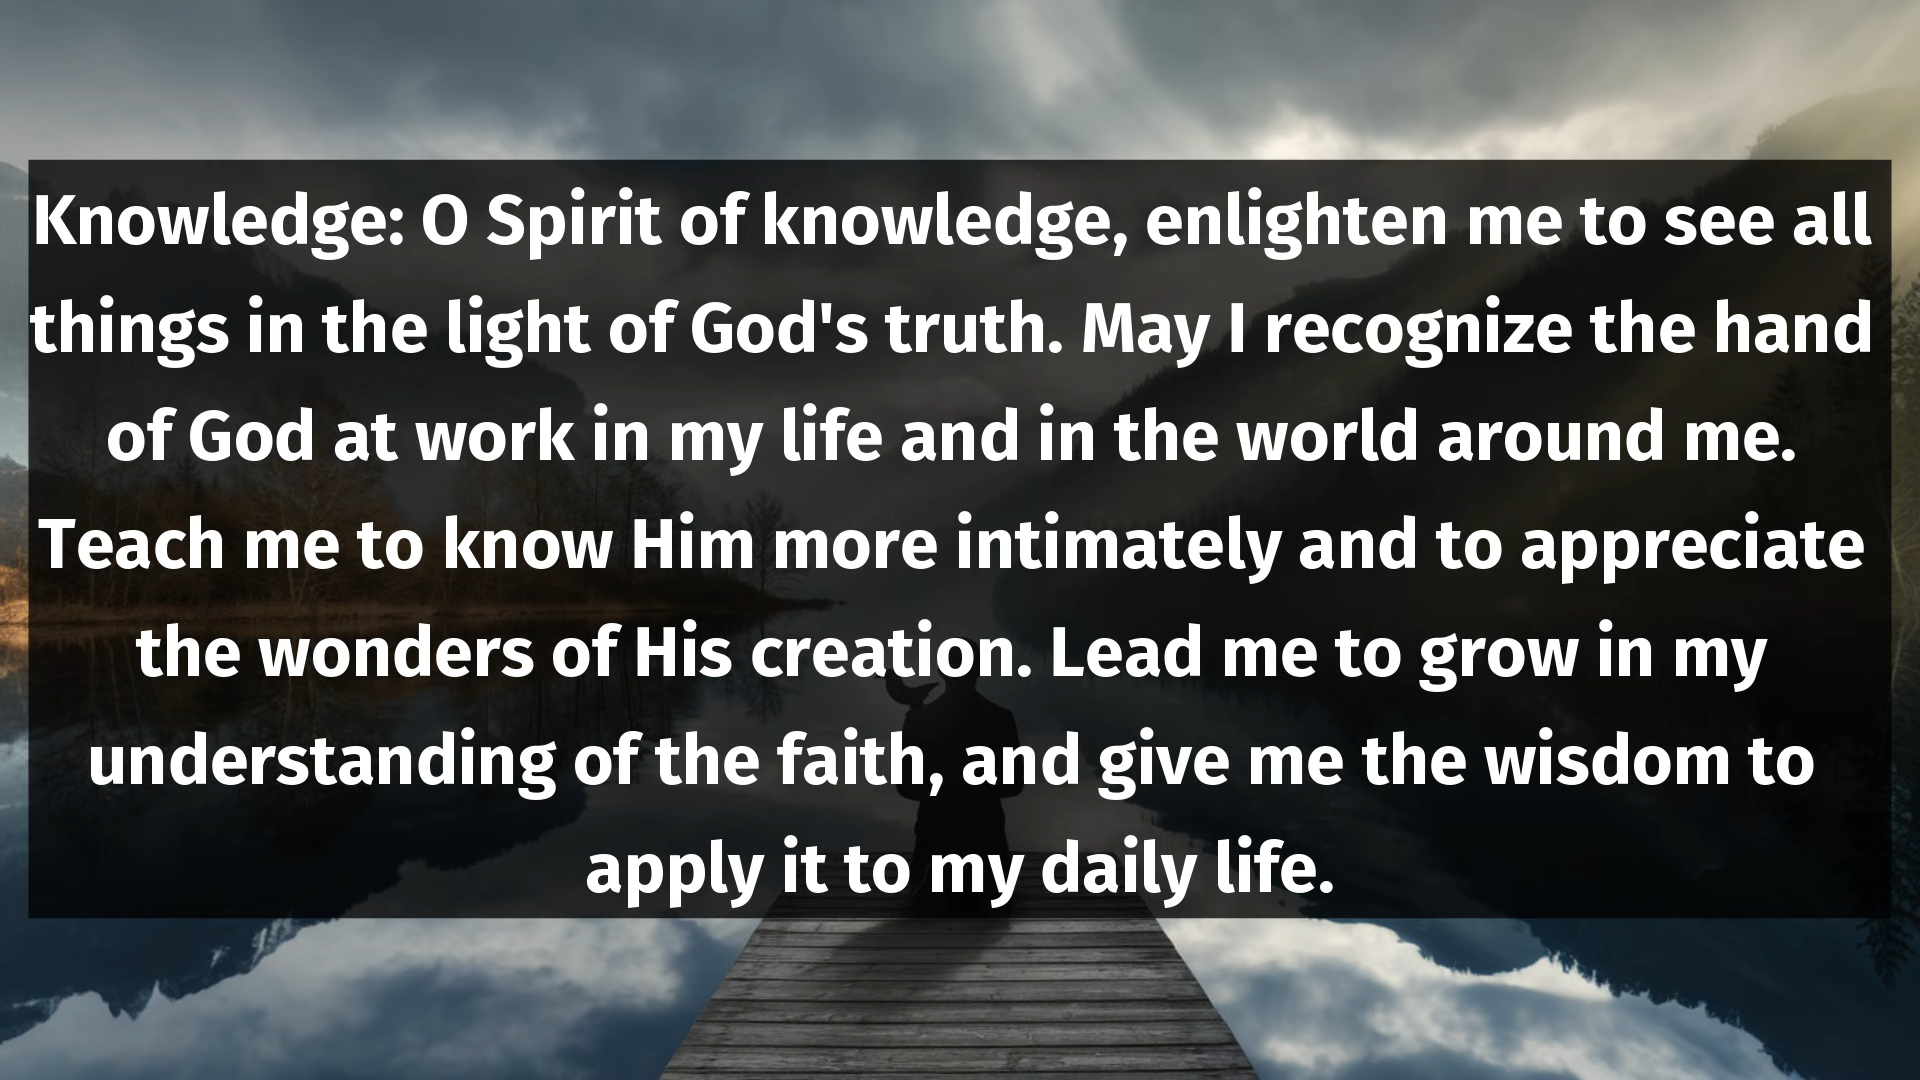 Knowledge: O Spirit of knowledge, enlighten me to see all
things in the light of God's truth. May I recognize the hand
of God at work in my life and in the world around me.
Teach me to know Him more intimately and to appreciate
the wonders of His creation. Lead me to grow in my
understanding of the faith, and give me the wisdom to
apply it to my daily life.